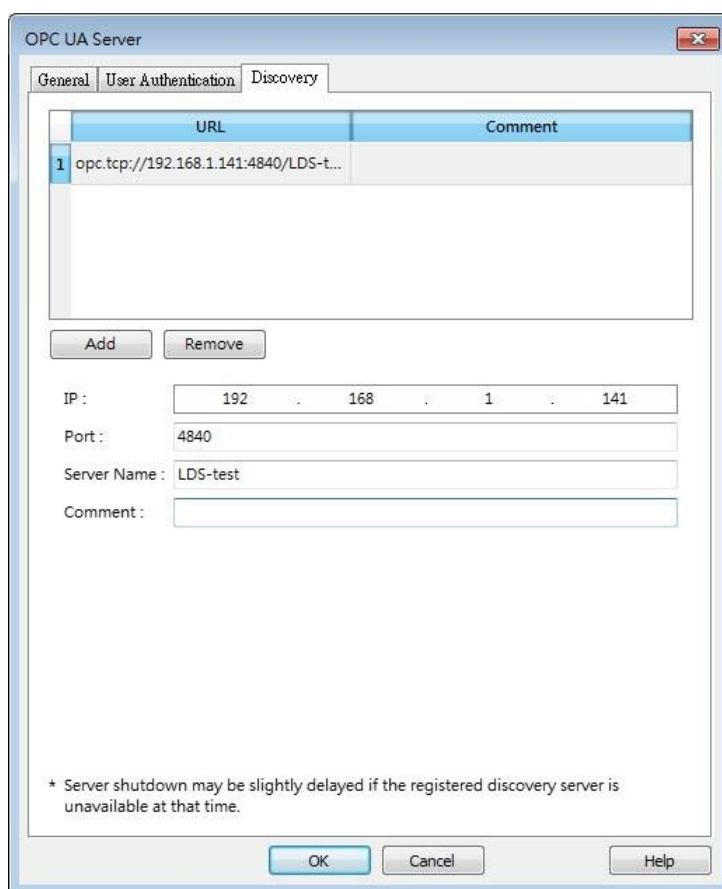 OPC UA Server
General User Authentication Discovery
URL Comment
1 opc.tcp://192.168.1.141:4840/LDS-t...
Add Remove
IP : 192 . 168 . 1 . 141
Port : 4840
Server Name : LDS-test
Comment :
* Server shutdown may be slightly delayed if the registered discovery server is
unavailable at that time.
OK Cancel Help